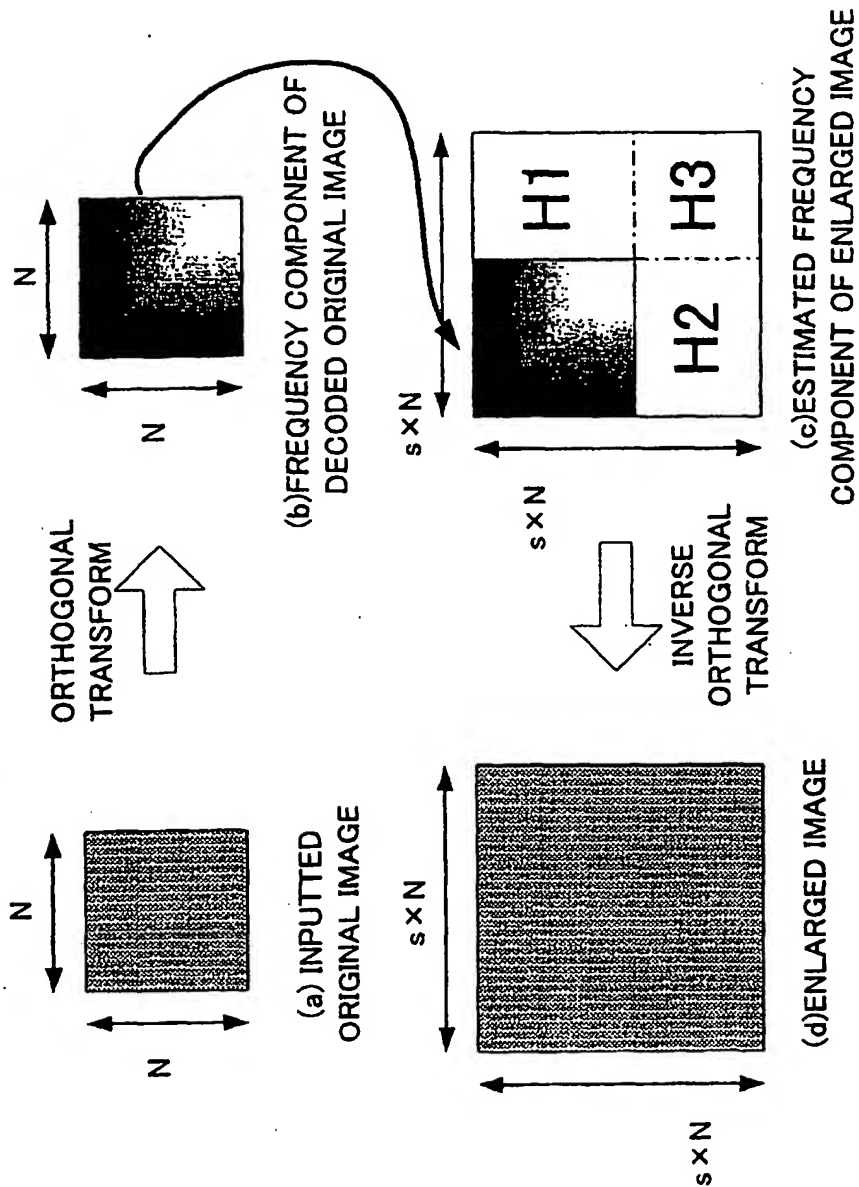 N
N
(a) INPUTTED
ORIGINAL IMAGE
ORTHOGONAL
TRANSFORM
N
N
(b)FREQUENCY COMPONENT OF
DECODED ORIGINAL IMAGE
s×N
s×N
H1
H2
H3
(c)ESTIMATED FREQUENCY
COMPONENT OF ENLARGED IMAGE
INVERSE
ORTHOGONAL
TRANSFORM
s×N
s×N
(d)ENLARGED IMAGE